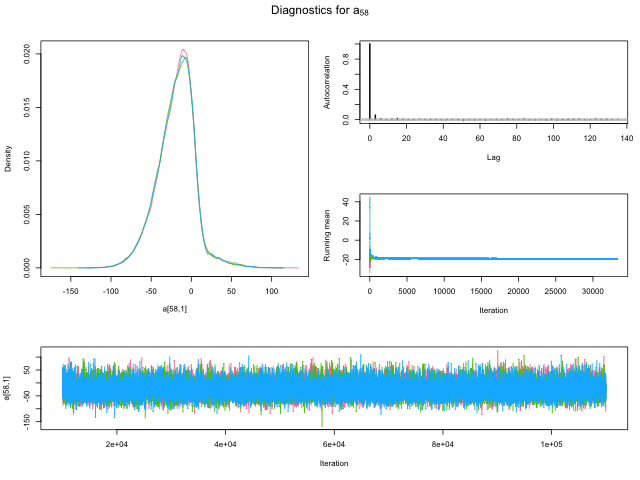 Diagnostics for a₅₈
Density
0.000 0.005 0.010 0.015 0.020
-150 -100 -50 0 50 100
a[58,1]
Autocorrelation
0.0 0.4 0.8
0 20 40 60 80 100 120 140
Lag
Running mean
-20 0 20 40
0 5000 10000 15000 20000 25000 30000
Iteration
a[58,1]
-150 -50 0 50
2e+04 4e+04 6e+04 8e+04 1e+05
Iteration